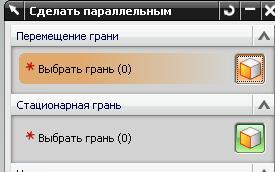 Сделать параллельным
Перемещение грани
* Выбрать грань (0)
Стационарная грань
* Выбрать грань (0)